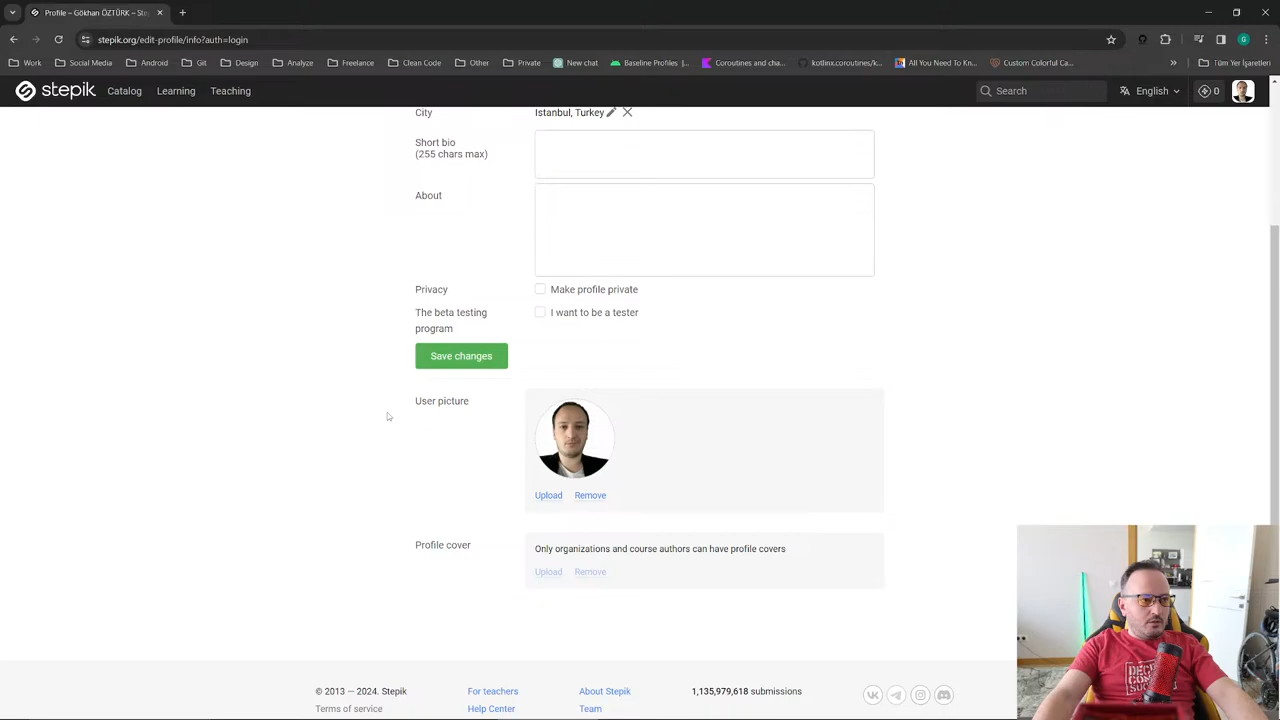 Profile – Gökhan ÖZTÜRK – Ste
stepik.org/edit-profile/info?auth=login
G
Work
Social Media
Android
Git
Design
Analyze
Freelance
Clean Code
Other
Private
New chat
Baseline Profiles |...
Coroutines and cha...
kotlinx.coroutines/k...
All You Need To Kn...
Custom Colorful Ca...
»
Tüm Yer İşaretleri
stepik
Catalog
Learning
Teaching
Search
English
0
City
Istanbul, Turkey
Short bio
(255 chars max)
About
Privacy
Make profile private
The beta testing
program
I want to be a tester
Save changes
User picture
Upload
Remove
Profile cover
Only organizations and course authors can have profile covers
Upload
Remove
© 2013 — 2024. Stepik
For teachers
About Stepik
1,135,979,618 submissions
Terms of service
Help Center
Team